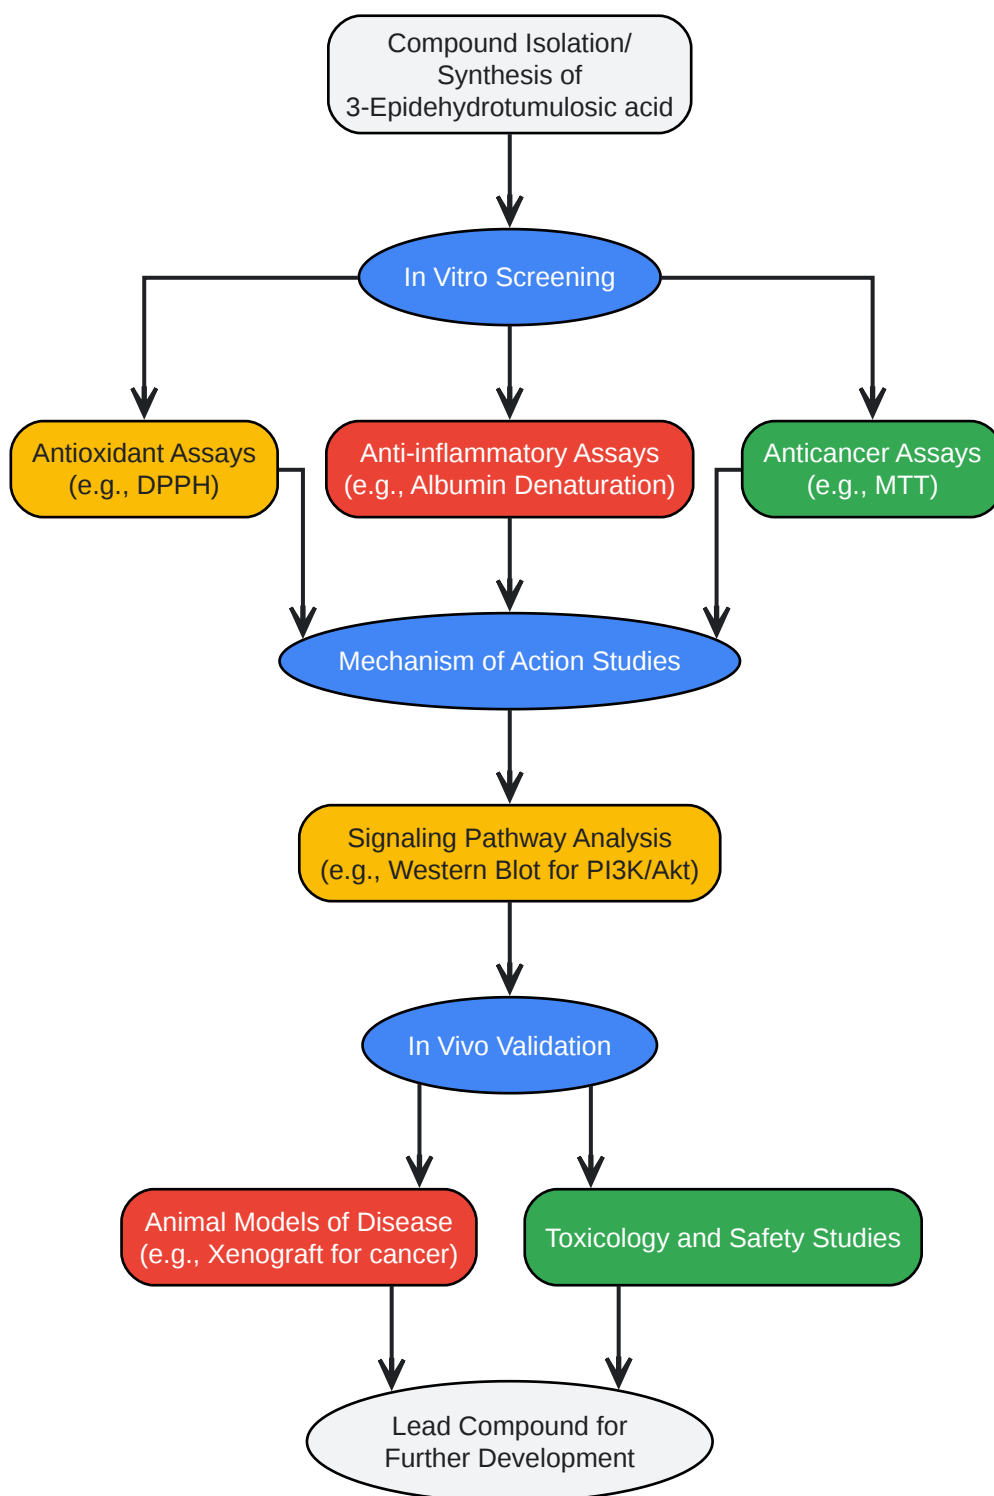 Compound Isolation/
Synthesis of
3-Epidehydrotumulosic acid
In Vitro Screening
Antioxidant Assays
(e.g., DPPH)
Anti-inflammatory Assays
(e.g., Albumin Denaturation)
Anticancer Assays
(e.g., MTT)
Mechanism of Action Studies
Signaling Pathway Analysis
(e.g., Western Blot for PI3K/Akt)
In Vivo Validation
Animal Models of Disease
(e.g., Xenograft for cancer)
Toxicology and Safety Studies
Lead Compound for
Further Development